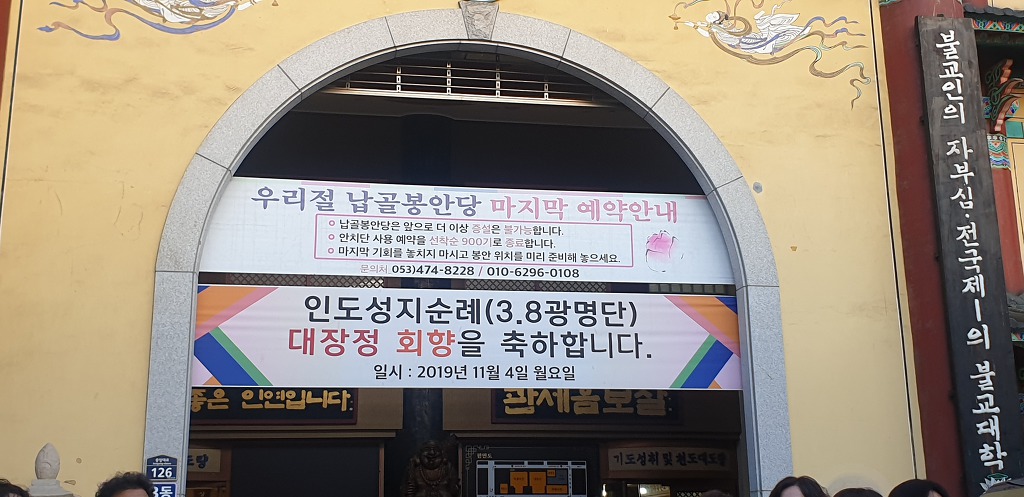 우리절 납골봉안당 마지막 예약안내
납골봉안당은 앞으로 더 이상 증설은 불가능합니다.
안치단 사용 예약을 선착순 900기로 종료합니다.
마지막 기회를 놓치지 마시고 봉안 위치를 미리 준비해 놓으세요.
문의처 053)474-8228 / 010-6296-0108
인도성지순례(3.8광명단)
대장정 회향을 축하합니다.
일시 : 2019년 11월 4일 월요일
좋은 인연입니다
관세음보살
기도성취 및
126
불교인의 자부심·전국제一의 불교대학